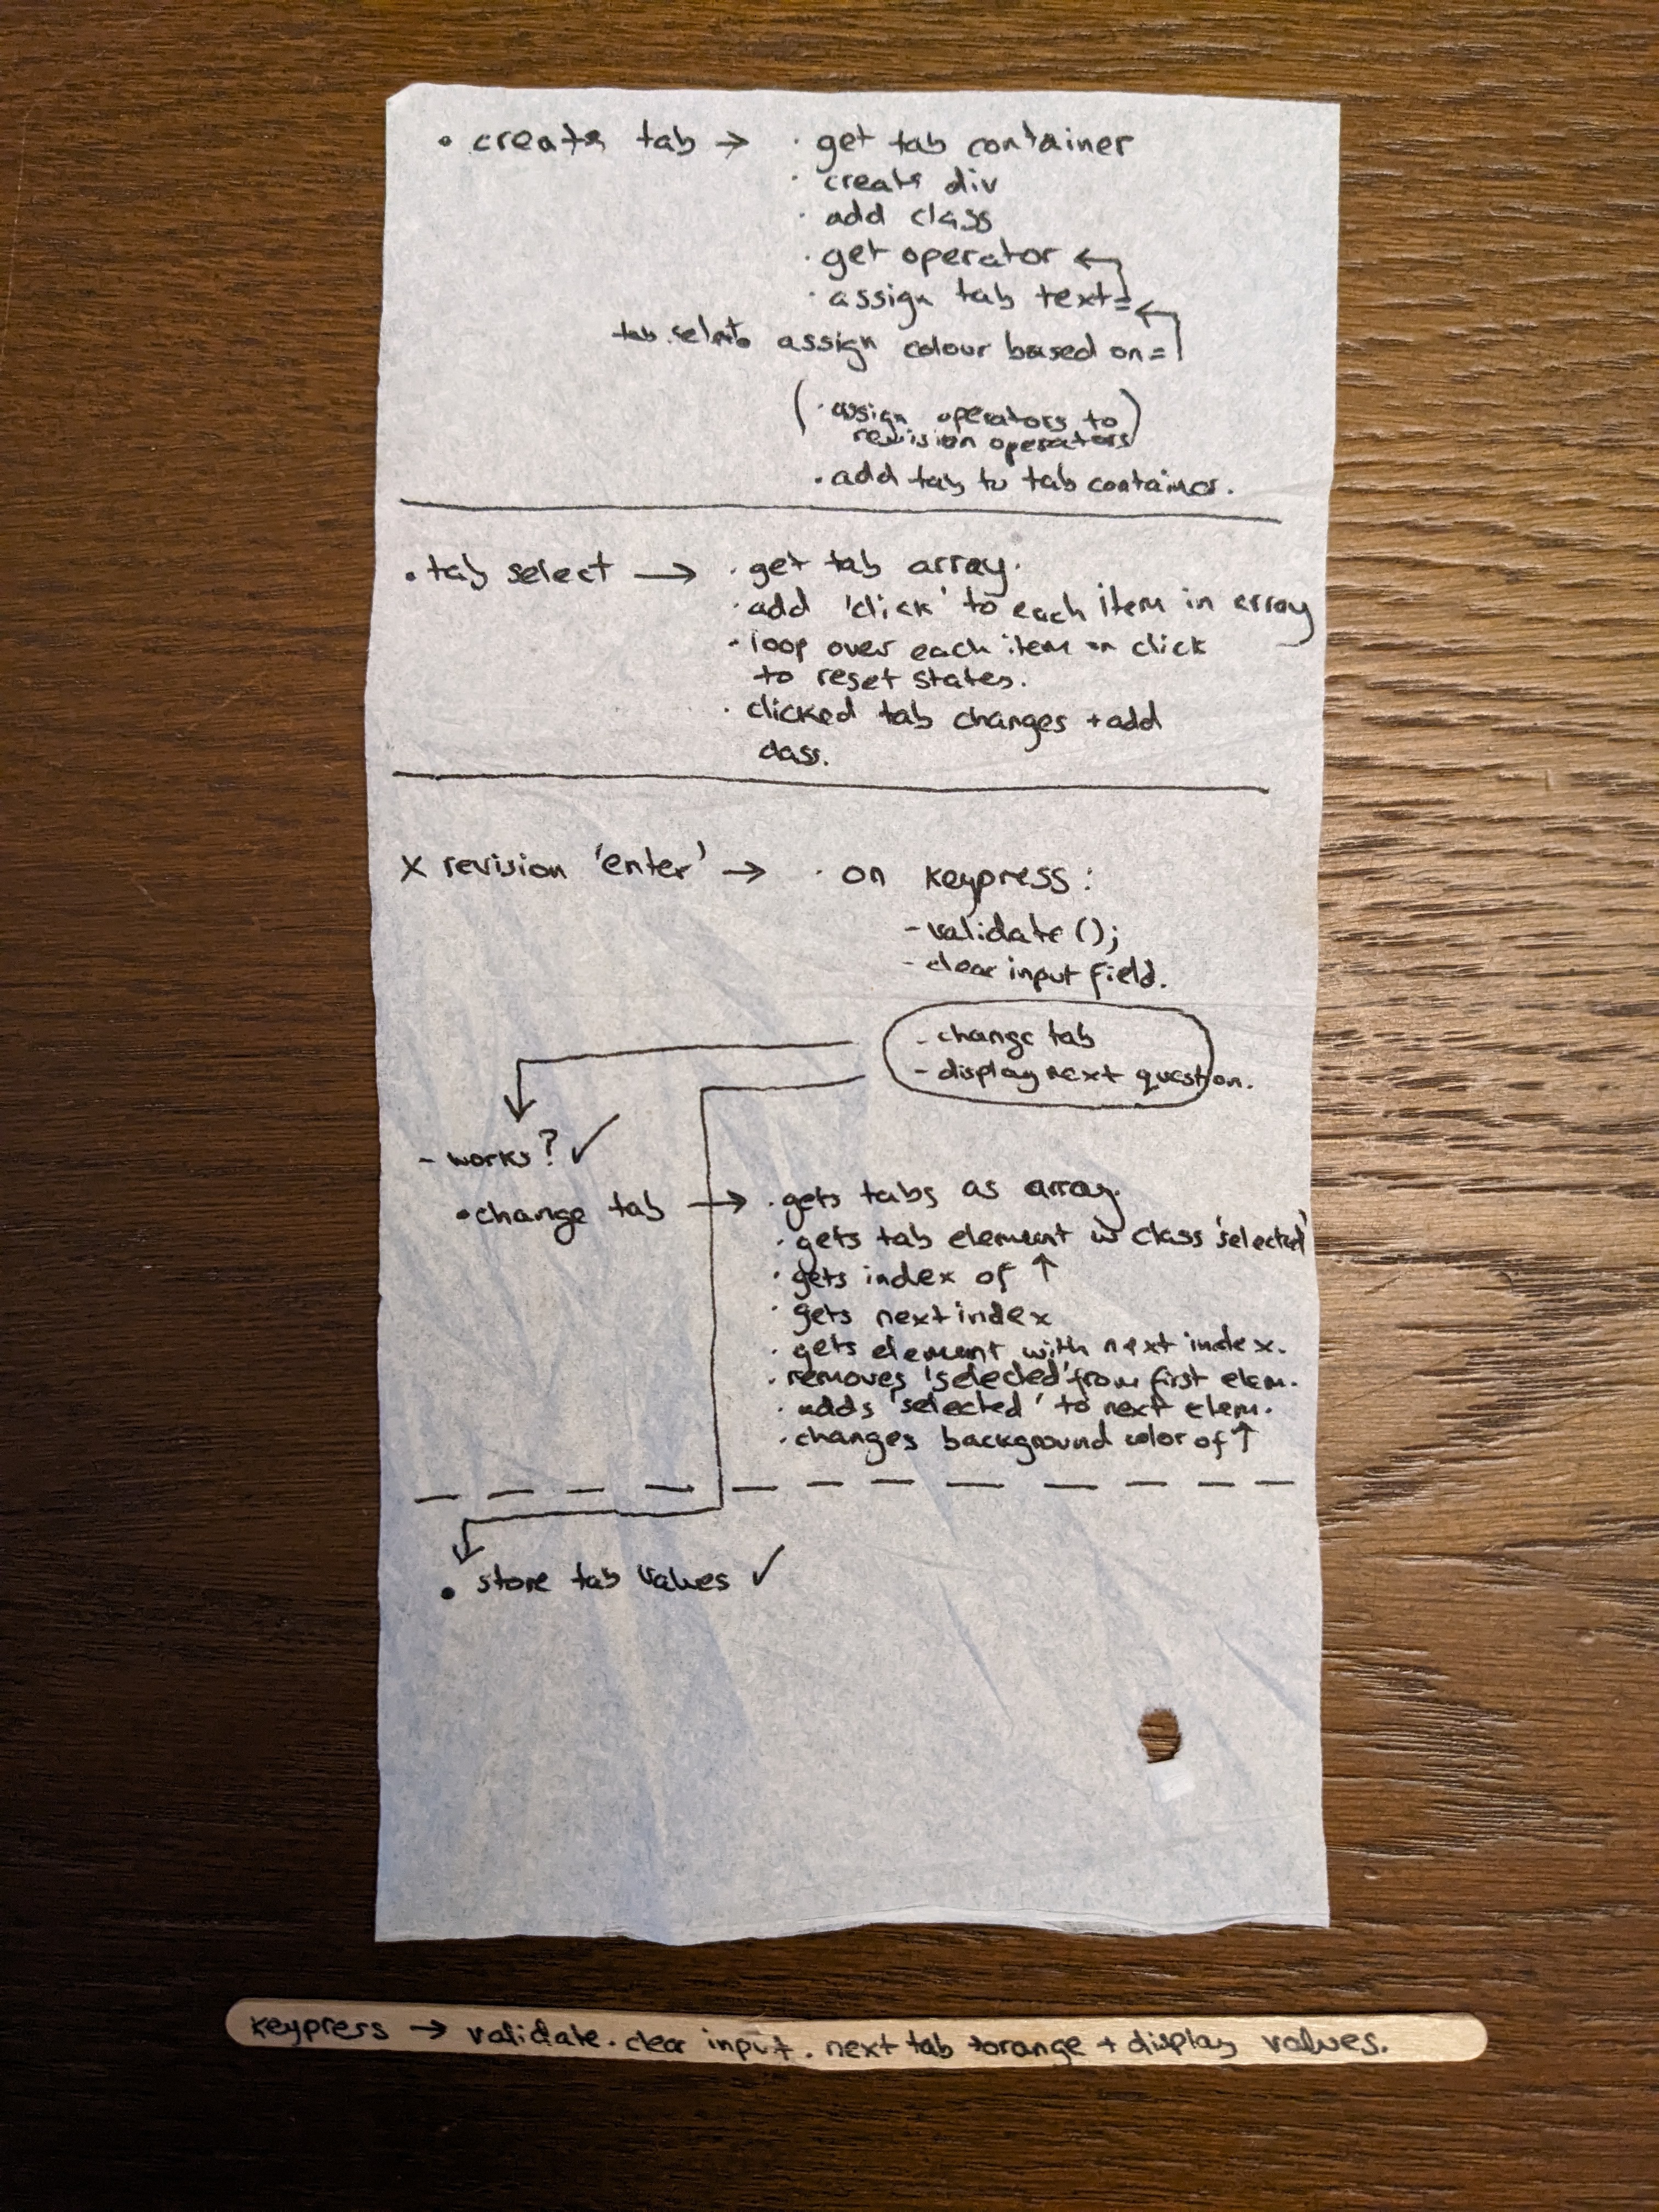 • create tab → · get tab container
· create div
· add class
· get operator ←
· assign tab text = ←
tab select • assign colour based on =
( · assign operators to
revision operators )
· add tab to tab container.
• tab select → · get tab array.
· add 'click' to each item in array
· loop over each item on click
to reset states.
· clicked tab changes + add
class.
X revision 'enter' → · on keypress :
- validate ();
- clear input field.
- change tab
- display next question.
- works? ✓
• change tab → · gets tabs as array.
· gets tab element w class 'selected'
· gets index of ↑
· gets next index
· gets element with next index.
· removes 'selected' from first elem.
· adds 'selected' to next elem.
· changes background color of ↑
• store tab values ✓
keypress → validate . clear input . next tab to orange + display values.